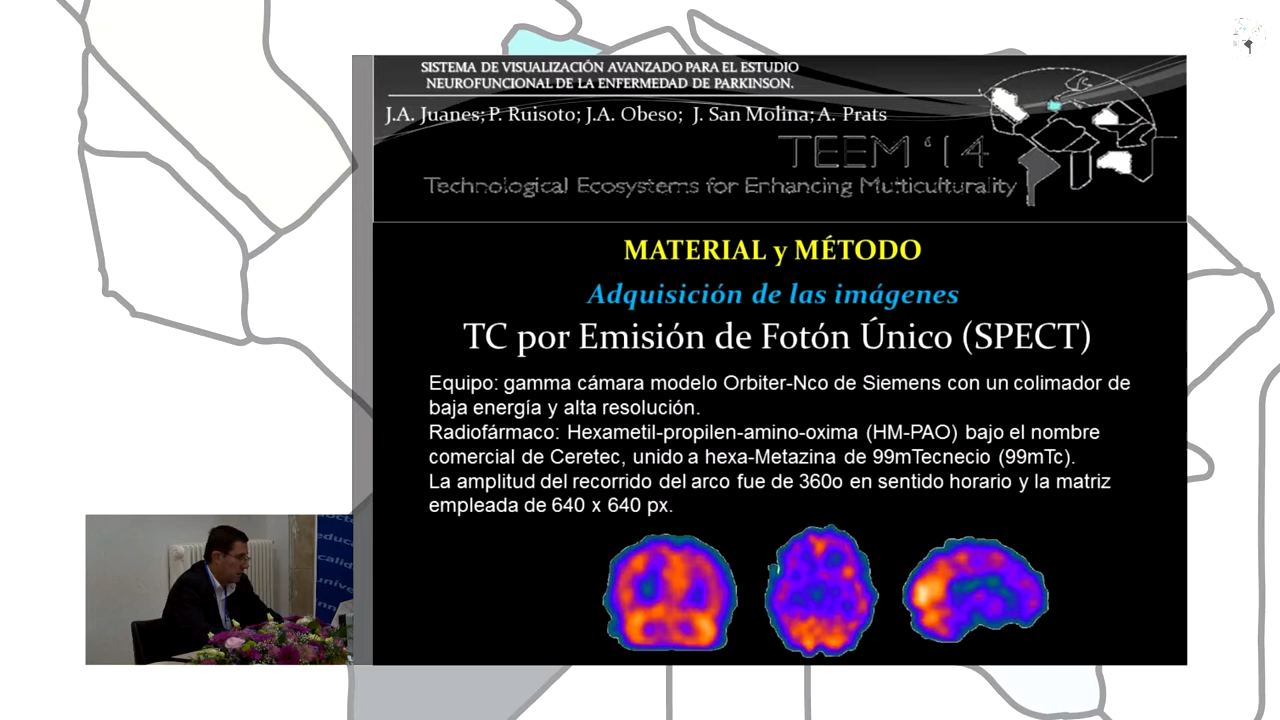 SISTEMA DE VISUALIZACIÓN AVANZADO PARA EL ESTUDIO
NEUROFUNCIONAL DE LA ENFERMEDAD DE PARKINSON.
J.A. Juanes; P. Ruisoto; J.A. Obeso; J. San Molina; A. Prats
TEEM '14
Technological Ecosystems for Enhancing Multiculturality
MATERIAL y MÉTODO
Adquisición de las imágenes
TC por Emisión de Fotón Único (SPECT)
Equipo: gamma cámara modelo Orbiter-Nco de Siemens con un colimador de
baja energía y alta resolución.
Radiofármaco: Hexametil-propilen-amino-oxima (HM-PAO) bajo el nombre
comercial de Ceretec, unido a hexa-Metazina de 99mTecnecio (99mTc).
La amplitud del recorrido del arco fue de 360o en sentido horario y la matriz
empleada de 640 x 640 px.
educa
calid
unive